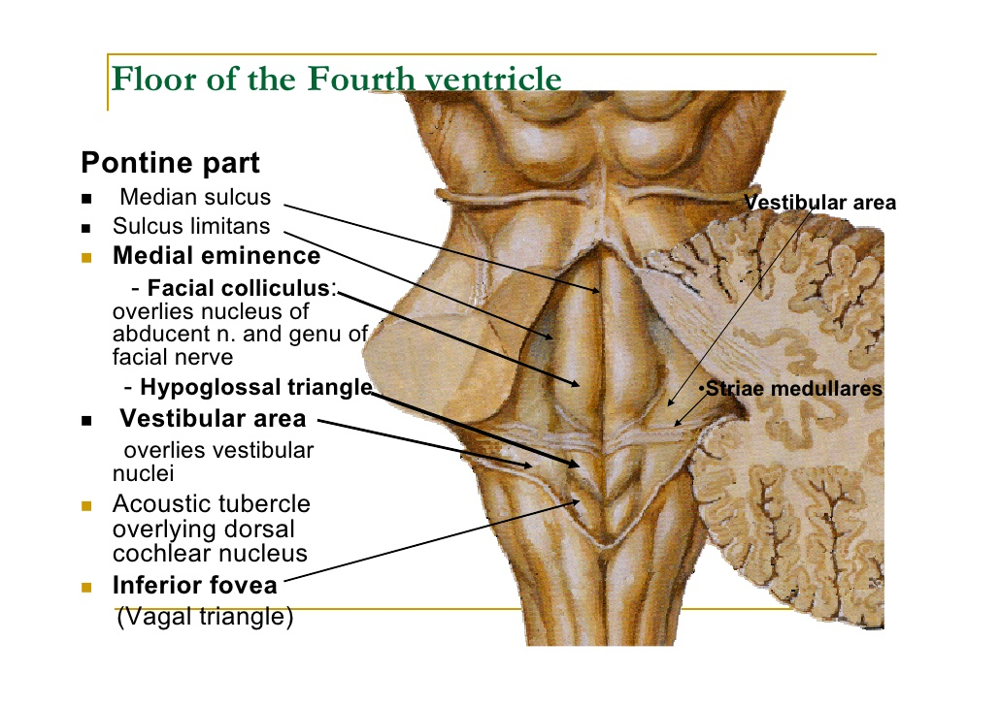 Floor of the Fourth ventricle
Pontine part
Median sulcus
Sulcus limitans
Medial eminence
- Facial colliculus:
overlies nucleus of
abducent n. and genu of
facial nerve
- Hypoglossal triangle
Vestibular area
overlies vestibular
nuclei
Acoustic tubercle
overlying dorsal
cochlear nucleus
Inferior fovea
(Vagal triangle)
Vestibular area
•Striae medullares